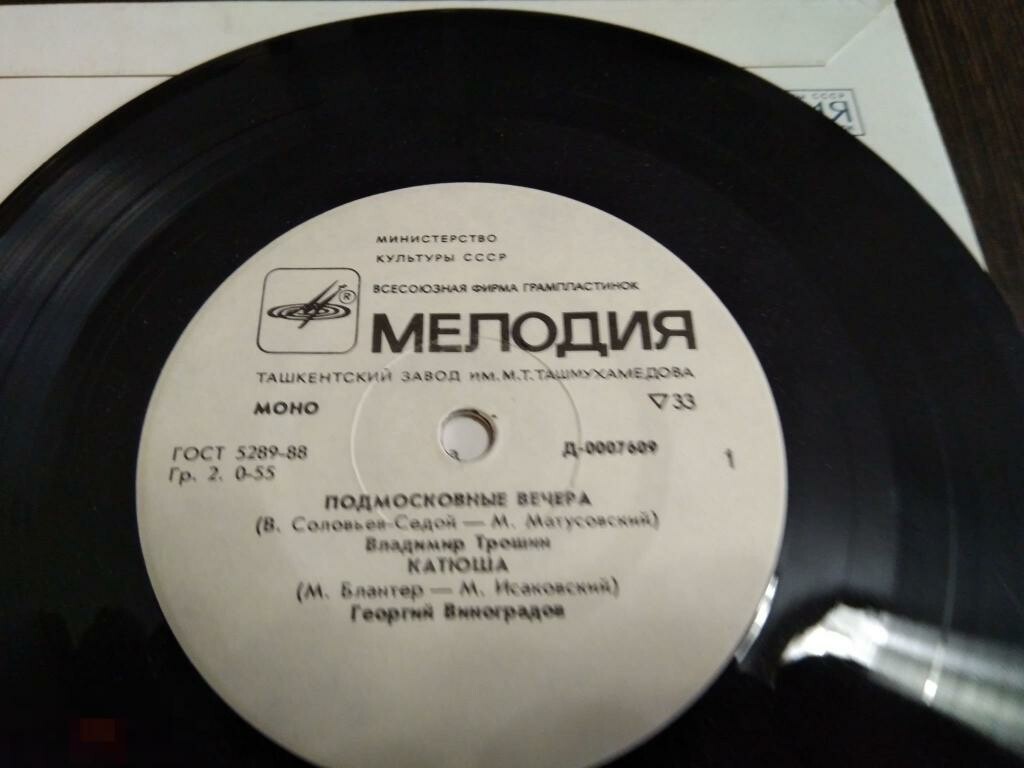 МИНИСТЕРСТВО
КУЛЬТУРЫ СССР
ВСЕСОЮЗНАЯ ФИРМА ГРАМПЛАСТИНОК
®
МЕЛОДИЯ
ТАШКЕНТСКИЙ ЗАВОД ИМ. М.Т. ТАШМУХАМЕДОВА
МОНО
▽33
ГОСТ 5289-88
Д-0007609
1
Гр. 2. 0-55
ПОДМОСКОВНЫЕ ВЕЧЕРА
(В. Соловьев-Седой — М. Матусовский)
Владимир Трошин
КАТЮША
(М. Блантер — М. Исаковский)
Георгий Виноградов